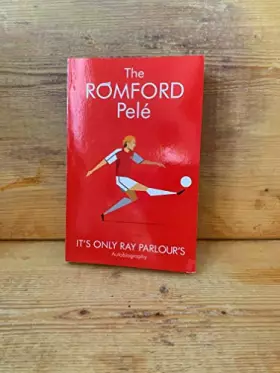 The
ROMFORD
Pelé
IT'S ONLY RAY PARLOUR'S
Autobiography